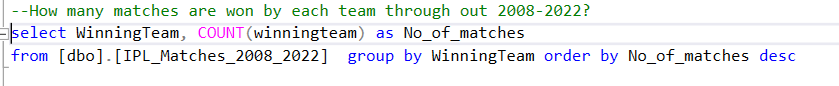 --How many matches are won by each team through out 2008-2022?
select WinningTeam, COUNT(winningteam) as No_of_matches
from [dbo].[IPL_Matches_2008_2022]  group by WinningTeam order by No_of_matches desc